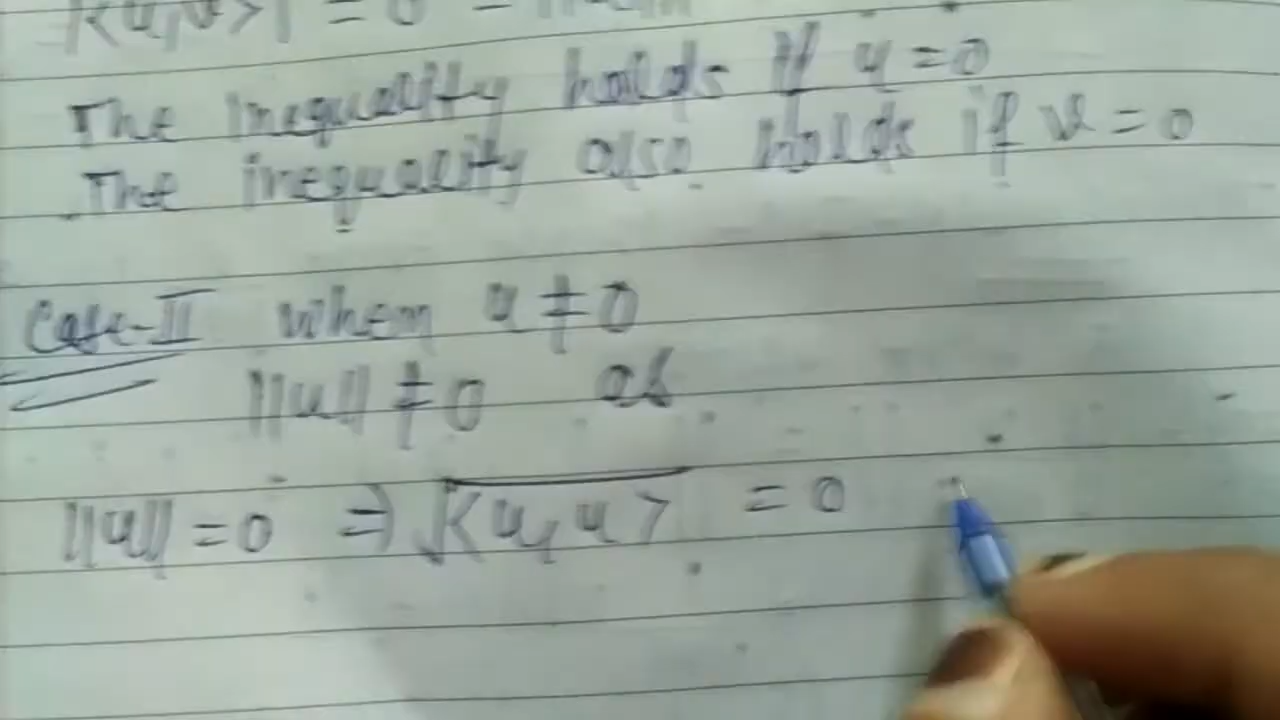 |<u,v>| = 0 =
The inequality holds if u = 0
The inequality also holds if v = 0
Case-II when u ≠ 0
||u|| ≠ 0 as
||u|| = 0 ⇒ √<u,u> = 0